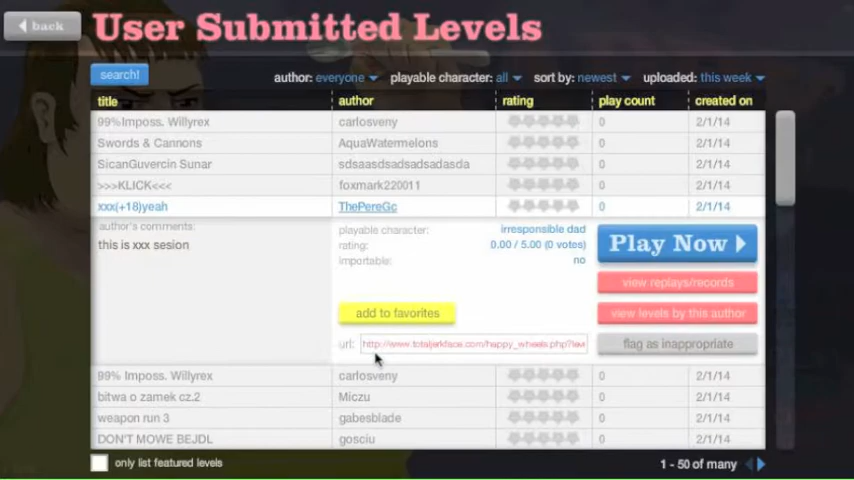 back
User Submitted Levels
search!
author: everyone playable character: all sort by: newest uploaded: this week
title author rating play count created on
99%Imposs. Willyrex carlosveny 0 2/1/14
Swords & Cannons AquaWatermelons 0 2/1/14
SicanGuvercin Sunar sdsaasdsadsadsadasda 0 2/1/14
>>>KLICK<<< foxmark220011 0 2/1/14
xxx(+18)yeah ThePereGc 0 2/1/14
author's comments:
this is xxx sesion
playable character: irresponsible dad
rating: 0.00 / 5.00 (0 votes)
importable: no
add to favorites
url: http://www.totaljerkface.com/happy_wheels.php?lev
Play Now
view replays/records
view levels by this author
flag as inappropriate
99% Imposs. Willyrex carlosveny 0 2/1/14
bitwa o zamek cz.2 Miczu 0 2/1/14
weapon run 3 gabesblade 0 2/1/14
DON'T MOWE BEJDL gosciu 0 2/1/14
only list featured levels 1 - 50 of many